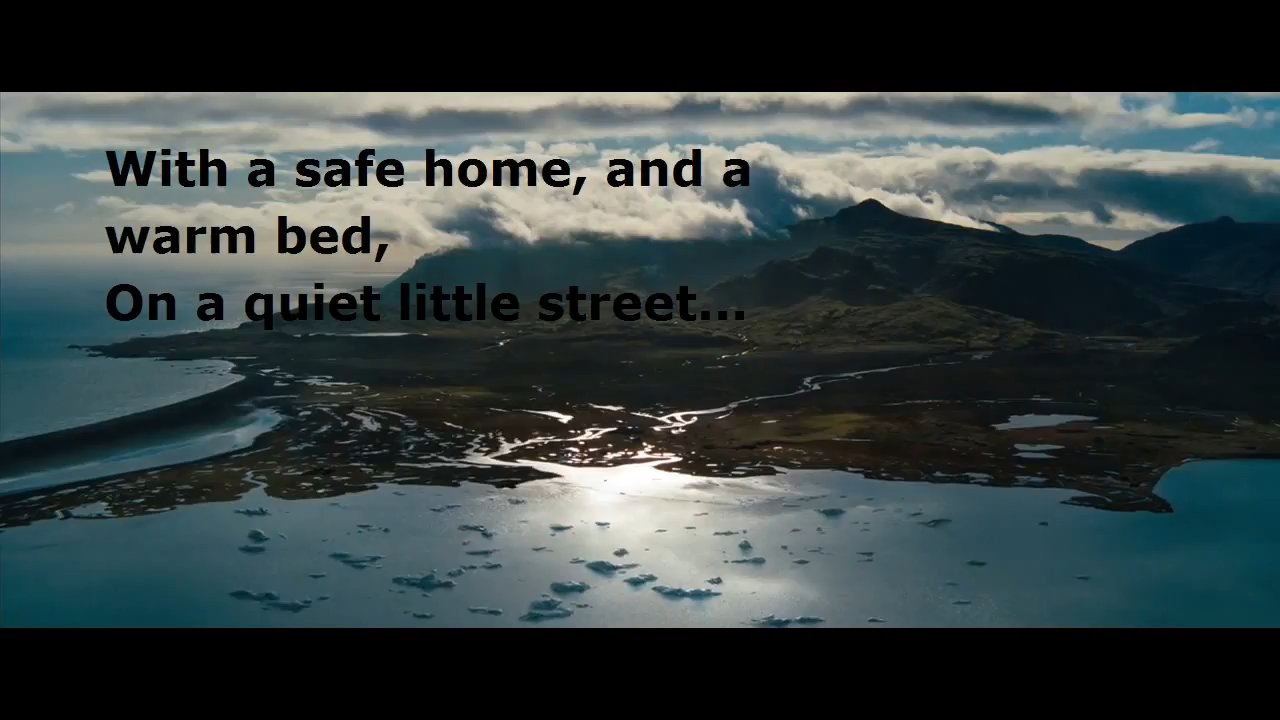 With a safe home, and a
warm bed,
On a quiet little street...